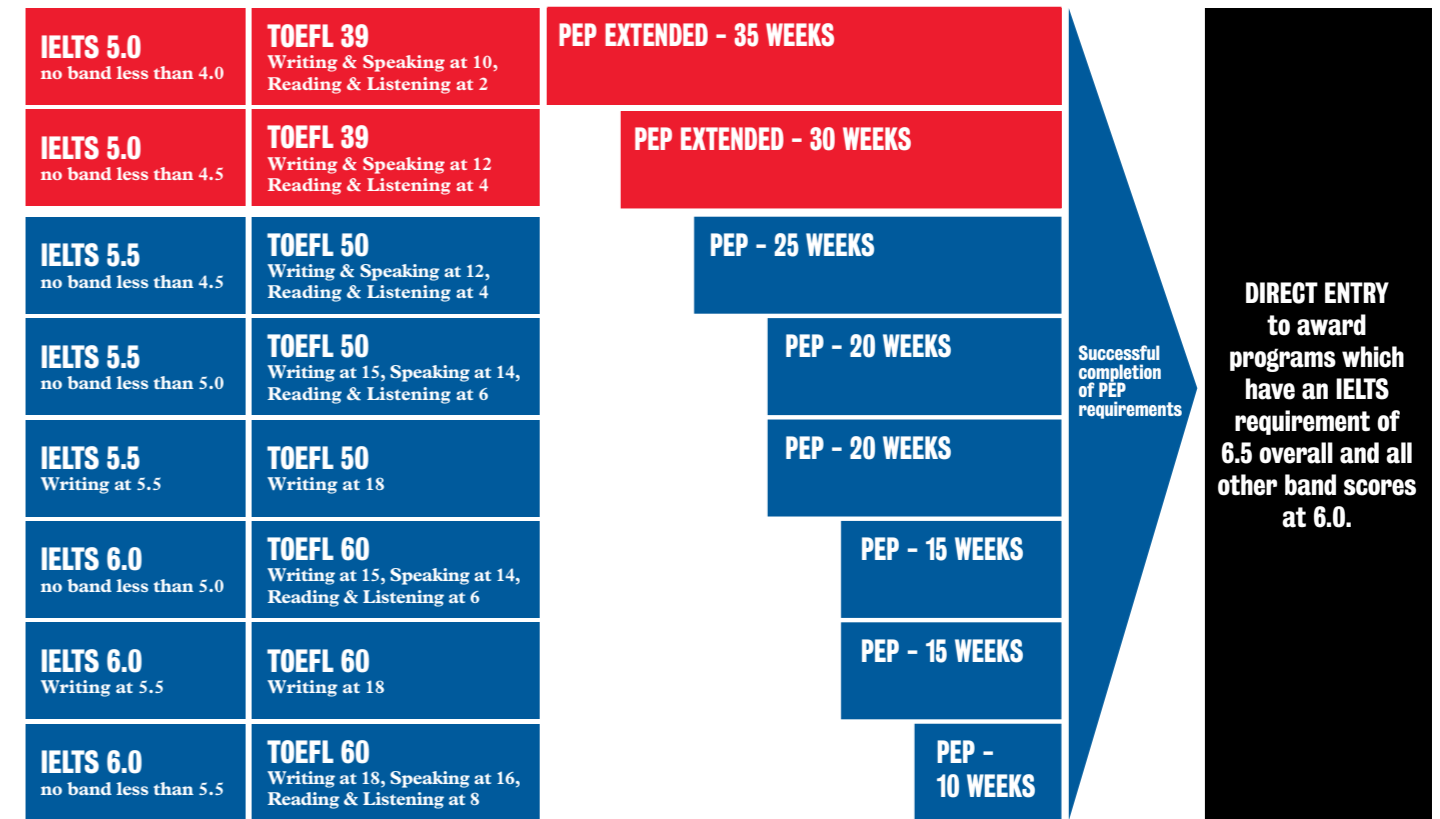 IELTS 5.0
no band less than 4.0
TOEFL 39
Writing & Speaking at 10,
Reading & Listening at 2
PEP EXTENDED - 35 WEEKS
IELTS 5.0
no band less than 4.5
TOEFL 39
Writing & Speaking at 12
Reading & Listening at 4
PEP EXTENDED - 30 WEEKS
IELTS 5.5
no band less than 4.5
TOEFL 50
Writing & Speaking at 12,
Reading & Listening at 4
PEP - 25 WEEKS
IELTS 5.5
no band less than 5.0
TOEFL 50
Writing at 15, Speaking at 14,
Reading & Listening at 6
PEP - 20 WEEKS
IELTS 5.5
Writing at 5.5
TOEFL 50
Writing at 18
PEP - 20 WEEKS
IELTS 6.0
no band less than 5.0
TOEFL 60
Writing at 15, Speaking at 14,
Reading & Listening at 6
PEP - 15 WEEKS
IELTS 6.0
Writing at 5.5
TOEFL 60
Writing at 18
PEP - 15 WEEKS
IELTS 6.0
no band less than 5.5
TOEFL 60
Writing at 18, Speaking at 16,
Reading & Listening at 8
PEP -
10 WEEKS
Successful
completion
of PEP
requirements
DIRECT ENTRY
to award
programs which
have an IELTS
requirement of
6.5 overall and all
other band scores
at 6.0.